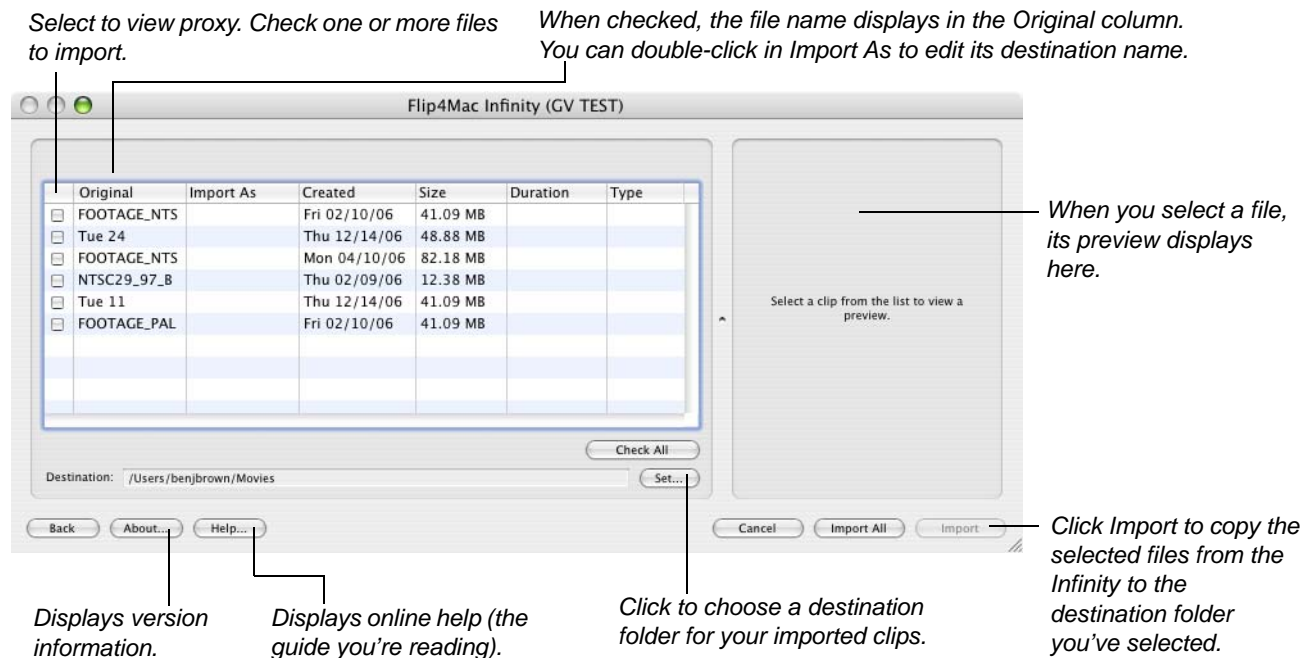 Select to view proxy. Check one or more files
to import.
When checked, the file name displays in the Original column.
You can double-click in Import As to edit its destination name.
Flip4Mac Infinity (GV TEST)
Original Import As Created Size Duration Type
FOOTAGE_NTS Fri 02/10/06 41.09 MB
Tue 24 Thu 12/14/06 48.88 MB
FOOTAGE_NTS Mon 04/10/06 82.18 MB
NTSC29_97_B Thu 02/09/06 12.38 MB
Tue 11 Thu 12/14/06 41.09 MB
FOOTAGE_PAL Fri 02/10/06 41.09 MB
Select a clip from the list to view a
preview.
When you select a file,
its preview displays
here.
Check All
Destination: /Users/benjbrown/Movies Set...
Back About... Help... Cancel Import All Import
Click Import to copy the
selected files from the
Infinity to the
destination folder
you've selected.
Displays version
information.
Displays online help (the
guide you're reading).
Click to choose a destination
folder for your imported clips.